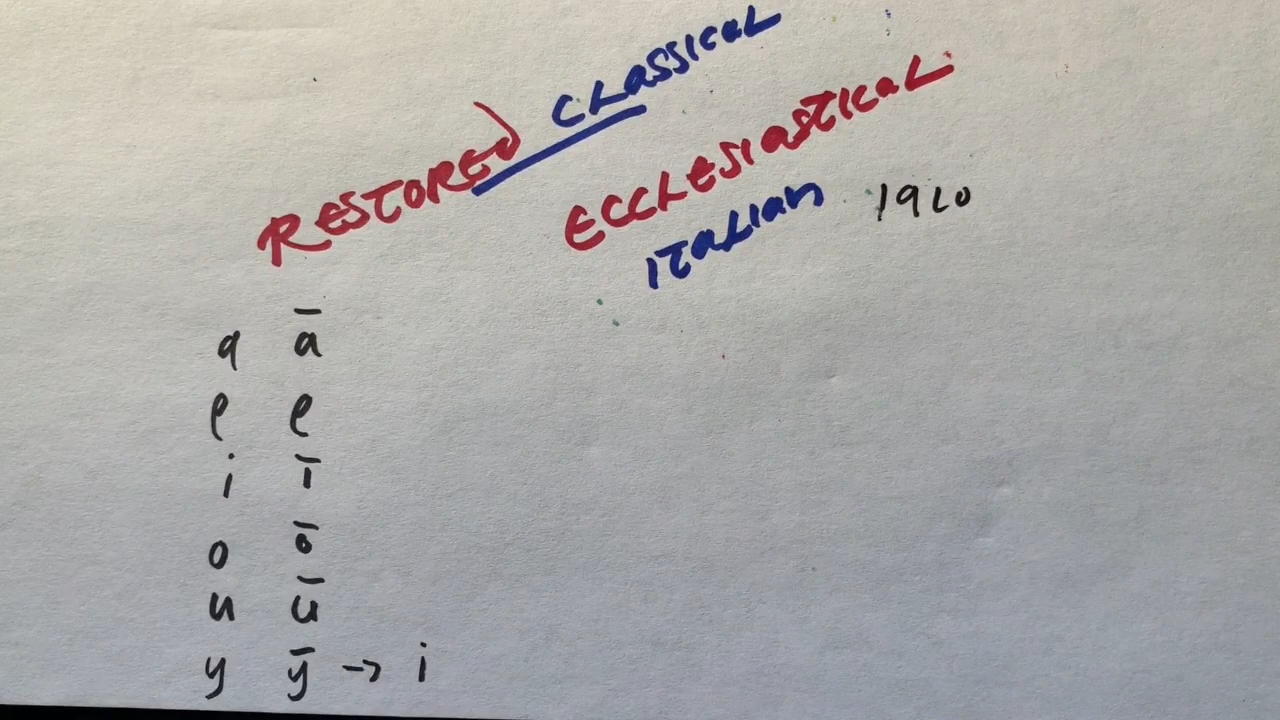 RESTORED CLASSICAL
ECCLESIASTICAL
ITALIAN 1910
a ā
e e
i ī
o ō
u ū
y ȳ → i